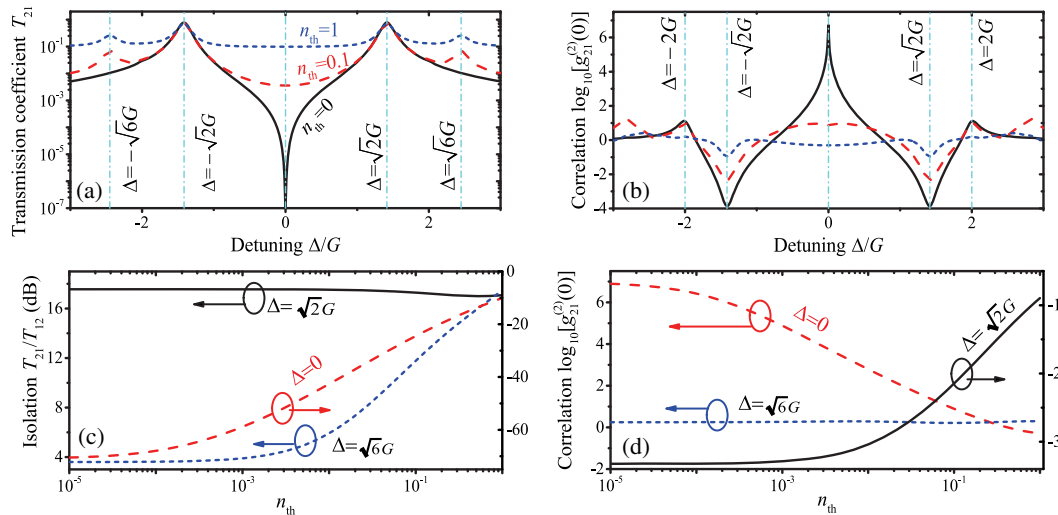 Transmission coefficient T₂₁
10⁻¹
10⁻³
10⁻⁵
10⁻⁷
n_th=1
n_th=0.1
n_th=0
Δ=−√6G
Δ=−√2G
Δ=√2G
Δ=√6G
(a)
-2
0
2
Detuning Δ/G
Correlation log₁₀[g₂₁⁽²⁾(0)]
6
4
2
0
-2
-4
Δ=−2G
Δ=−√2G
Δ=√2G
Δ=2G
(b)
-2
0
2
Detuning Δ/G
Isolation T₂₁/T₁₂ (dB)
16
12
8
4
0
-20
-40
-60
Δ=√2G
Δ=0
Δ=√6G
(c)
10⁻⁵
10⁻³
10⁻¹
n_th
Correlation log₁₀[g₂₁⁽²⁾(0)]
6
4
2
0
-2
-1
-2
-3
Δ=0
Δ=√2G
Δ=√6G
(d)
10⁻⁵
10⁻³
10⁻¹
n_th